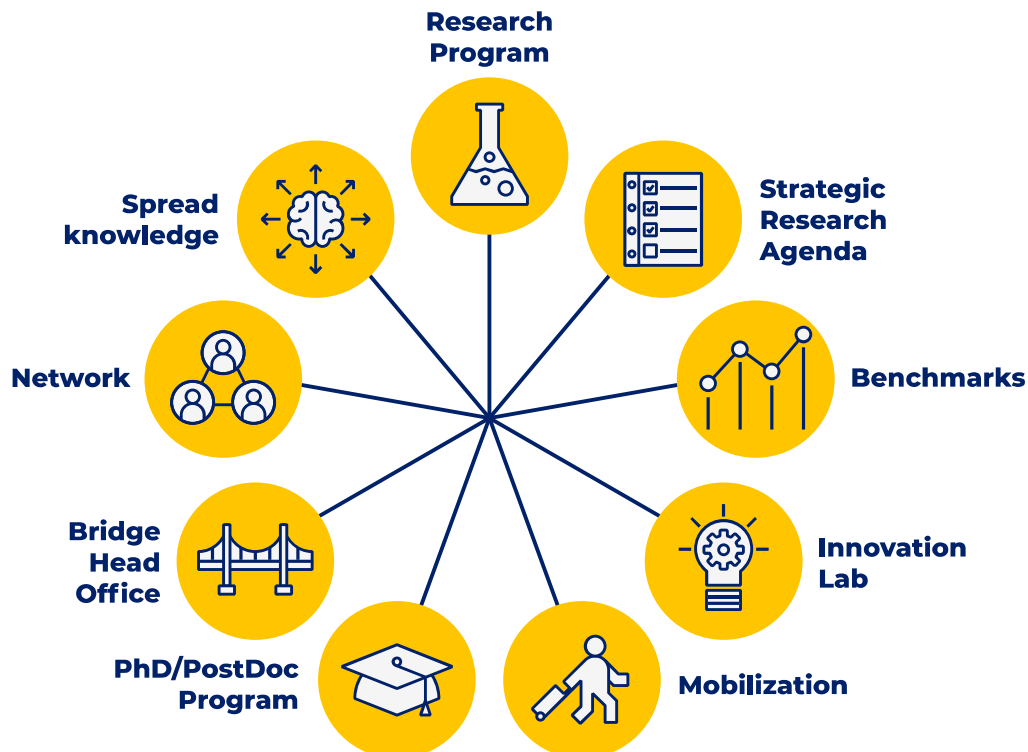 Research
Program
Strategic
Research
Agenda
Spread
knowledge
Network
Benchmarks
Bridge
Head
Office
Innovation
Lab
PhD/PostDoc
Program
Mobilization